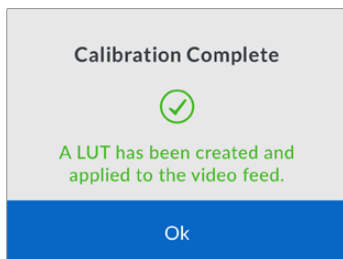 Calibration Complete
A LUT has been created and
applied to the video feed.
Ok